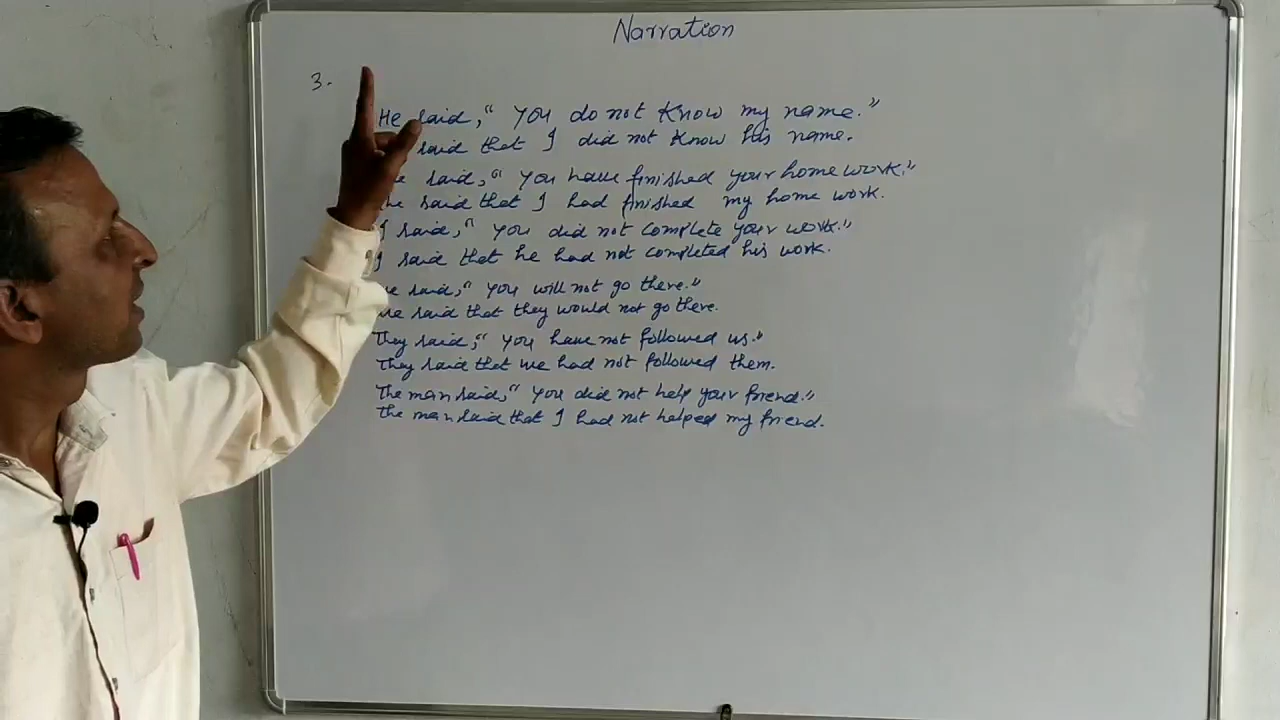 Narration
3.
He said, " You do not know my name."
said that I did not know his name.
said, " You have finished your home work."
said that I had finished my home work.
I said, " You did not complete your work."
I said that he had not completed his work.
said, " You will not go there."
said that they would not go there.
They said, " You have not followed us."
They said that we had not followed them.
The man said, " You did not help your friend."
The man said that I had not helped my friend.